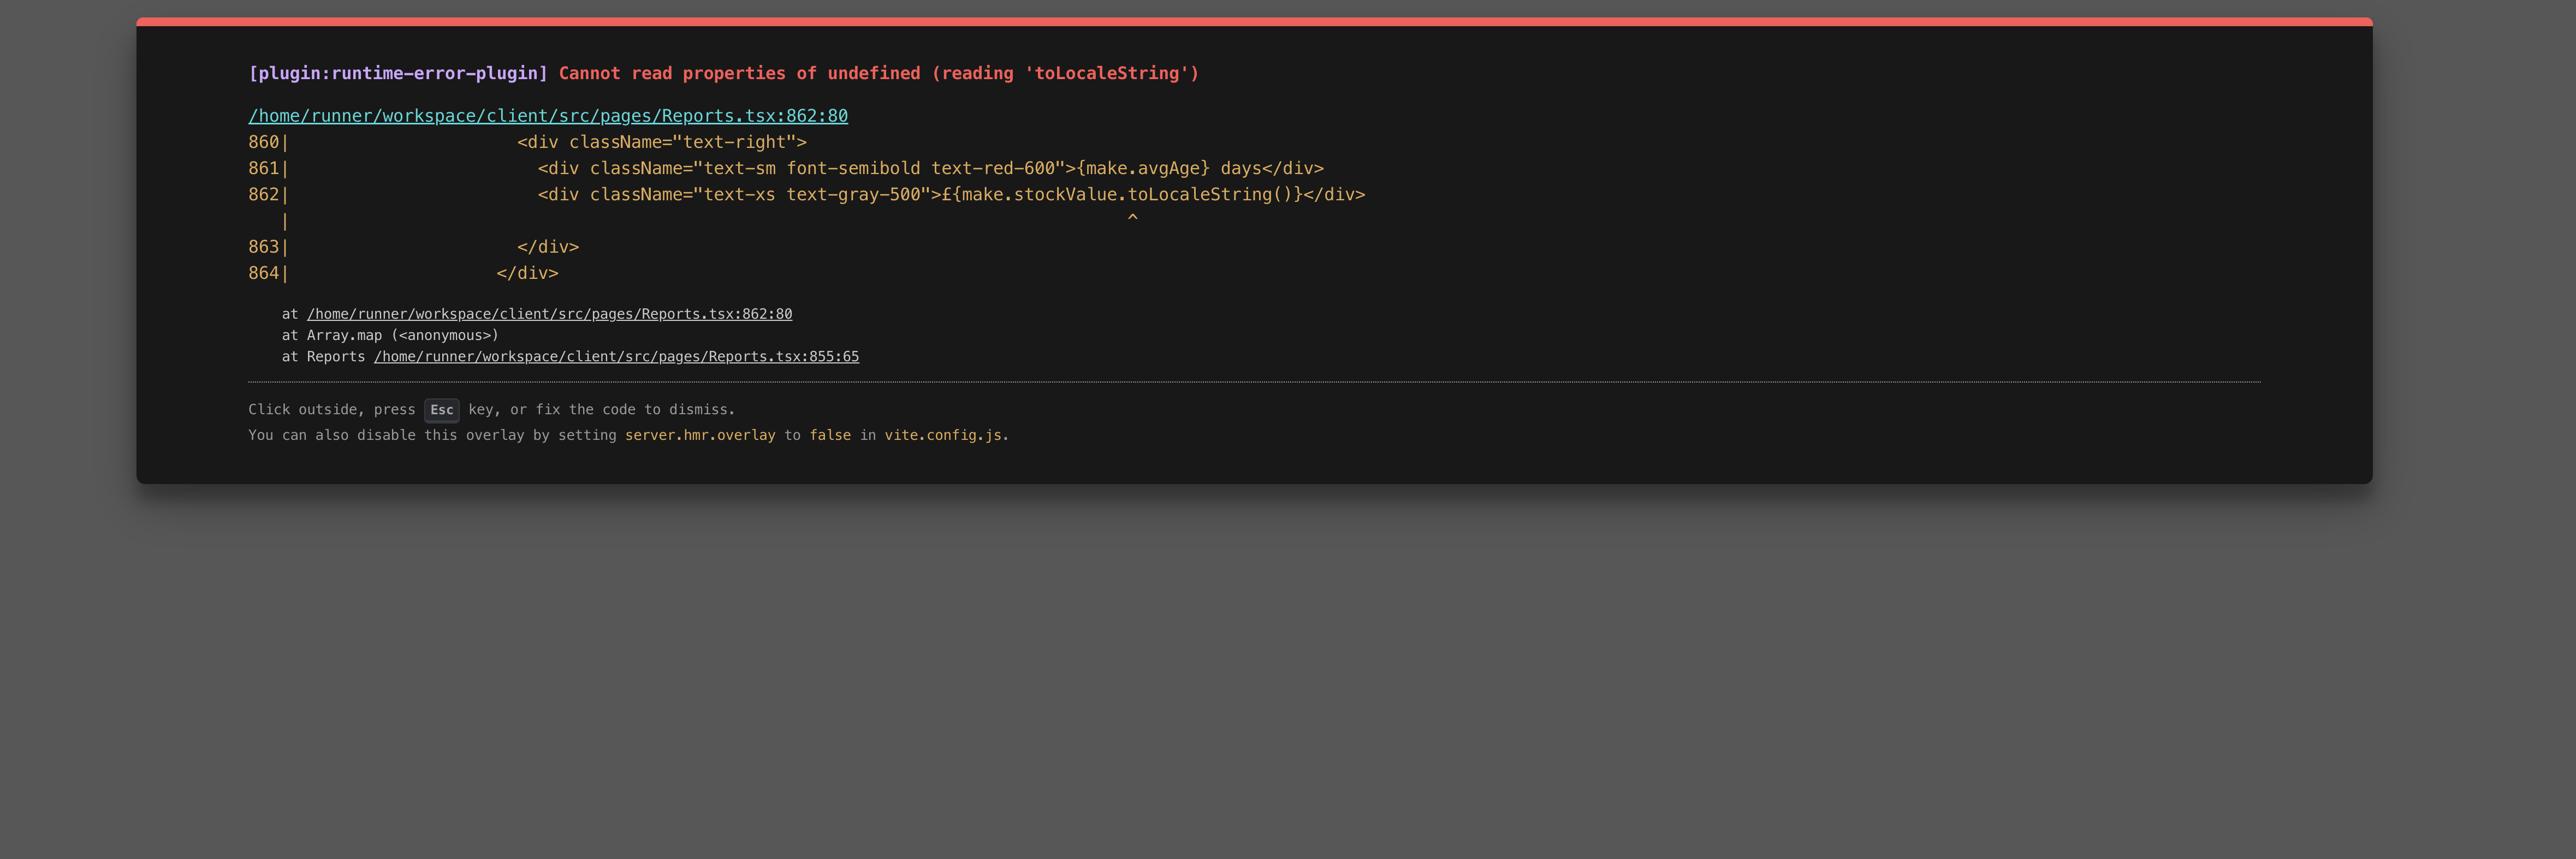 [plugin:runtime-error-plugin] Cannot read properties of undefined (reading 'toLocaleString')
/home/runner/workspace/client/src/pages/Reports.tsx:862:80
860|                      <div className="text-right">
861|                        <div className="text-sm font-semibold text-red-600">{make.avgAge} days</div>
862|                        <div className="text-xs text-gray-500">£{make.stockValue.toLocaleString()}</div>
   |                                                                                 ^
863|                      </div>
864|                    </div>
at /home/runner/workspace/client/src/pages/Reports.tsx:862:80
at Array.map (<anonymous>)
at Reports /home/runner/workspace/client/src/pages/Reports.tsx:855:65
Click outside, press Esc key, or fix the code to dismiss.
You can also disable this overlay by setting server.hmr.overlay to false in vite.config.js.